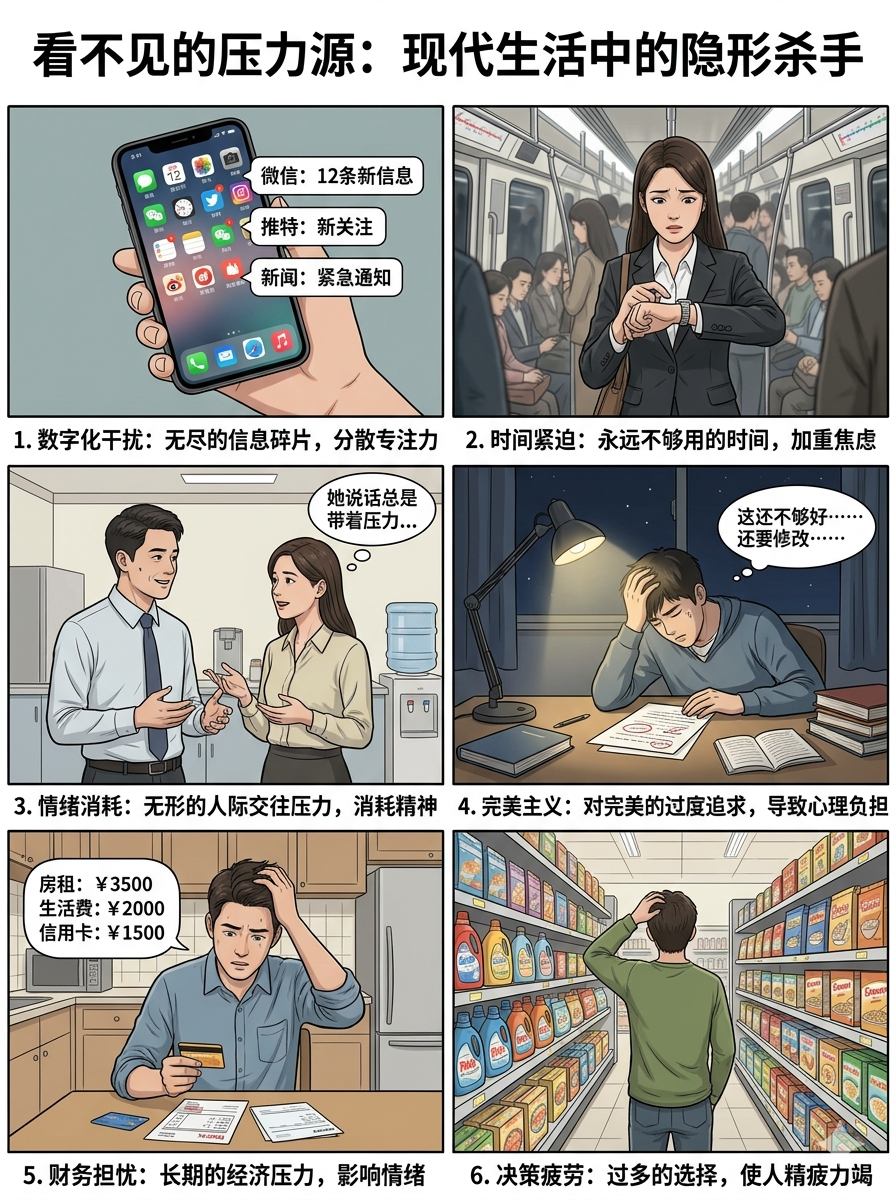 看不见的压力源：现代生活中的隐形杀手
微信：12条新信息
推特：新关注
新闻：紧急通知
1. 数字化干扰：无尽的信息碎片，分散专注力
2. 时间紧迫：永远不够用的时间，加重焦虑
她说话总是
带着压力...
3. 情绪消耗：无形的人际交往压力，消耗精神
这还不够好……
还要修改……
4. 完美主义：对完美的过度追求，导致心理负担
房租：￥3500
生活费：￥2000
信用卡：￥1500
5. 财务担忧：长期的经济压力，影响情绪
6. 决策疲劳：过多的选择，使人精疲力竭